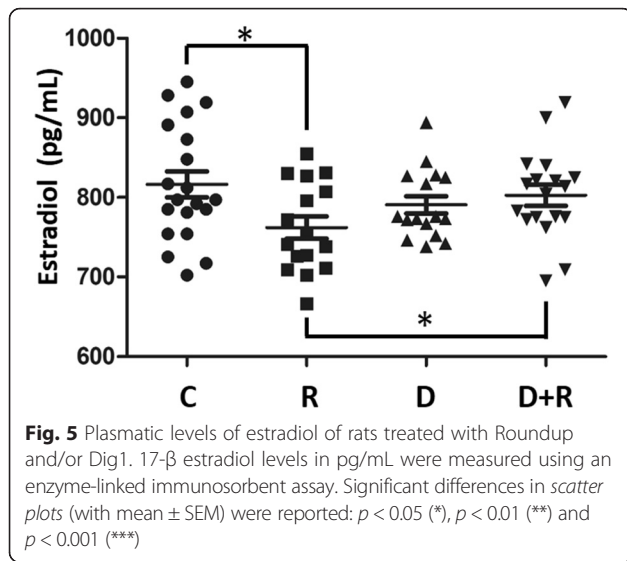 1000
900
800
700
600
Estradiol (pg/mL)
*
*
C R D D+R
Fig. 5 Plasmatic levels of estradiol of rats treated with Roundup
and/or Dig1. 17-β estradiol levels in pg/mL were measured using an
enzyme-linked immunosorbent assay. Significant differences in scatter
plots (with mean ± SEM) were reported: p < 0.05 (*), p < 0.01 (**) and
p < 0.001 (***)